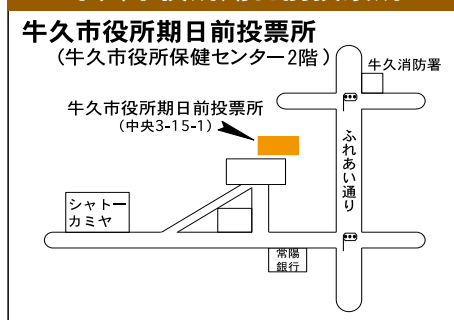 牛久市役所期日前投票所
(牛久市役所保健センター2階)
牛久消防署
牛久市役所期日前投票所
(中央3-15-1)
ふれあい通り
シャトー
カミヤ
常陽
銀行